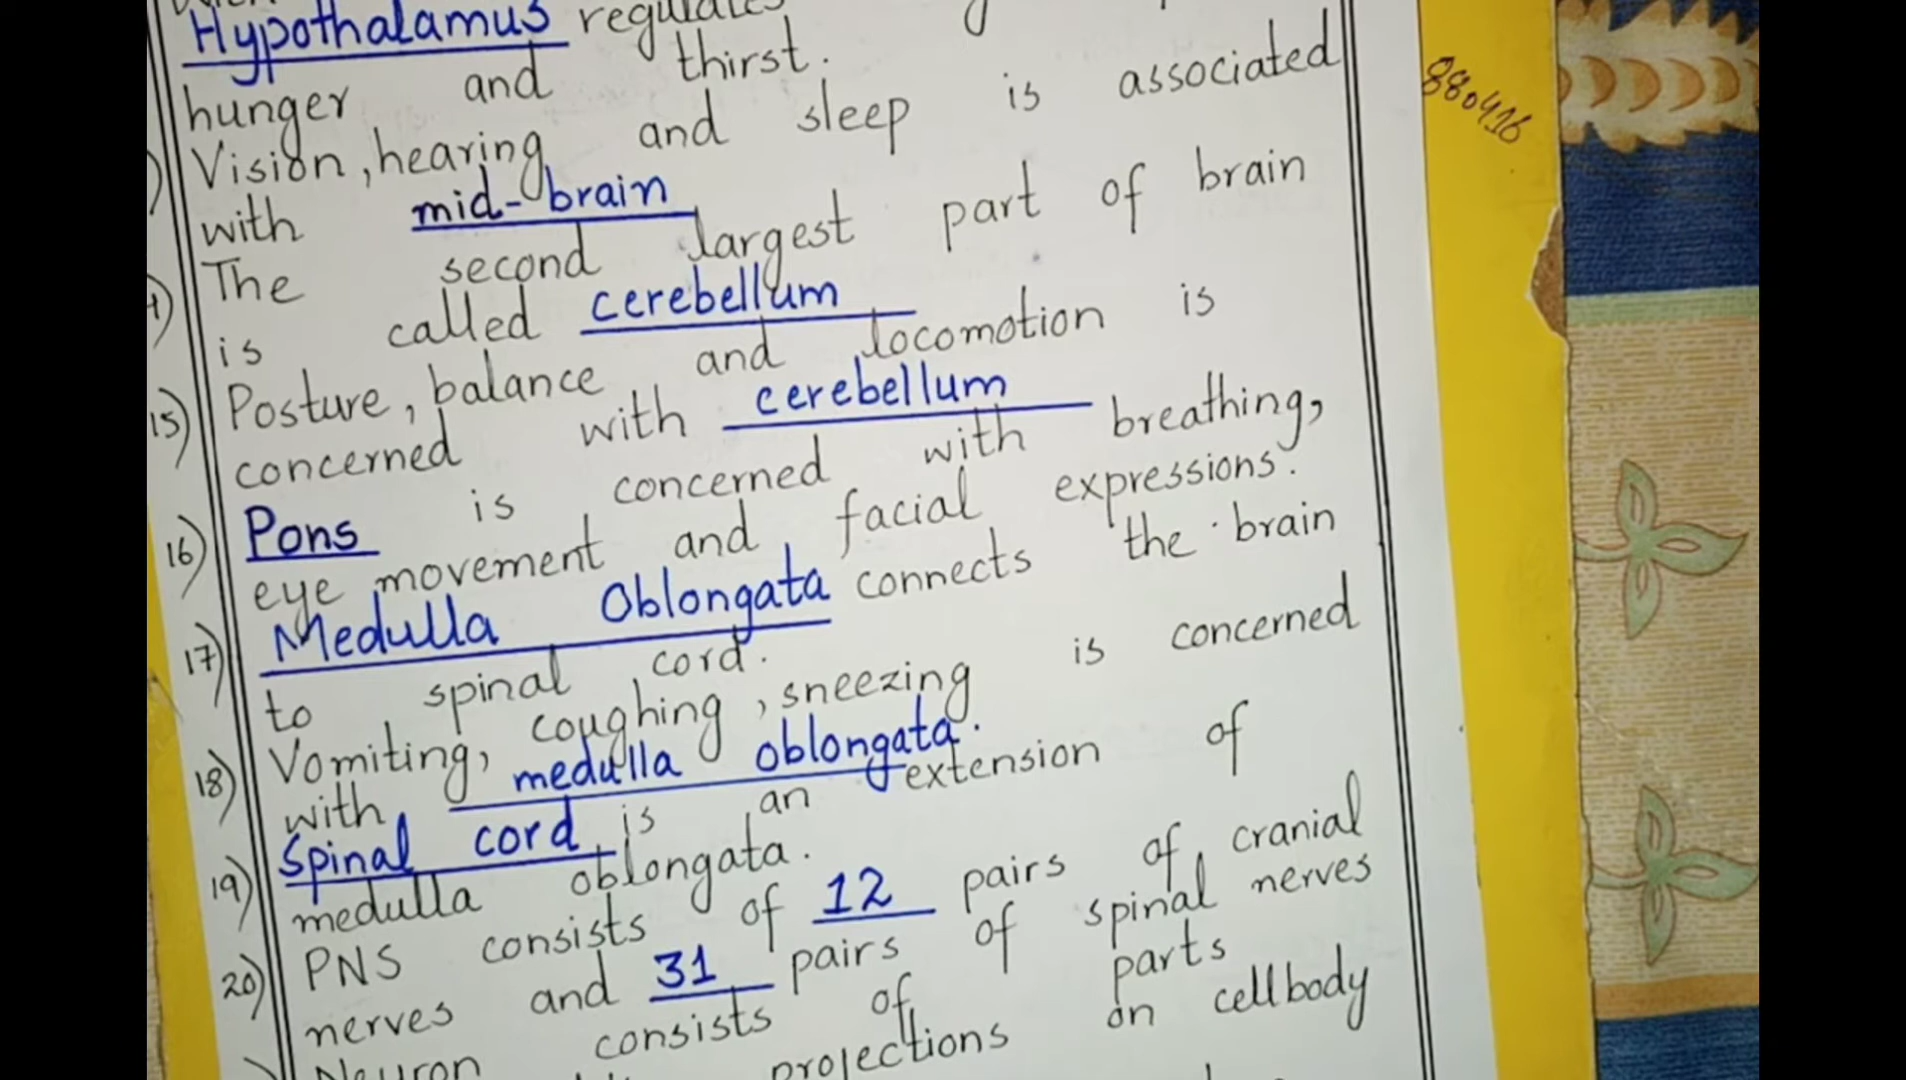 Hypothalamus regulates
hunger and thirst.
) Vision, hearing and sleep is associated
with mid-brain
4) The second largest part of brain
is called cerebellum
15) Posture, balance and locomotion is
concerned with cerebellum
16) Pons is concerned with breathing,
eye movement and facial expressions.
17) Medulla Oblongata connects the brain
to spinal cord.
18) Vomiting, coughing, sneezing is concerned
with medulla oblongata.
19) Spinal cord is an extension of
medulla oblongata.
20) PNS consists of 12 pairs of cranial
nerves and 31 pairs of spinal nerves
) Neuron consists of parts
projections on cellbody
880416